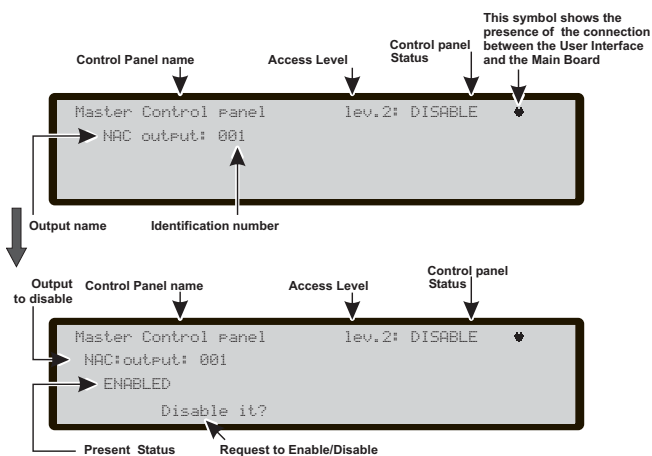 This symbol shows the
presence of the connection
between the User Interface
and the Main Board
Control Panel name
Access Level
Control panel
Status
Master Control panel lev.2: DISABLE
NAC output: 001
Output name
Identification number
Output
to disable
Control Panel name
Access Level
Control panel
Status
Master Control panel lev.2: DISABLE
NAC:output: 001
ENABLED
Disable it?
Present Status
Request to Enable/Disable